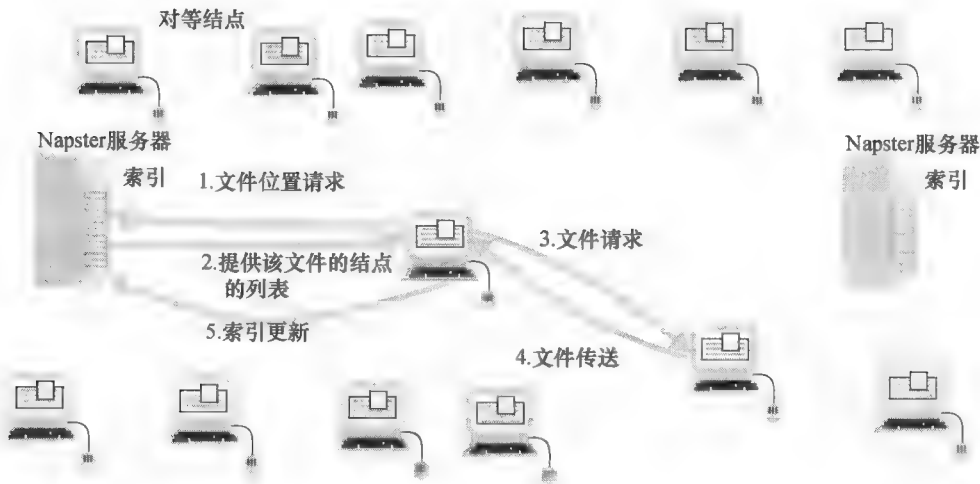 对等结点
Napster服务器
索引
Napster服务器
索引
1.文件位置请求
3.文件请求
2.提供该文件的结点
的列表
5.索引更新
4.文件传送